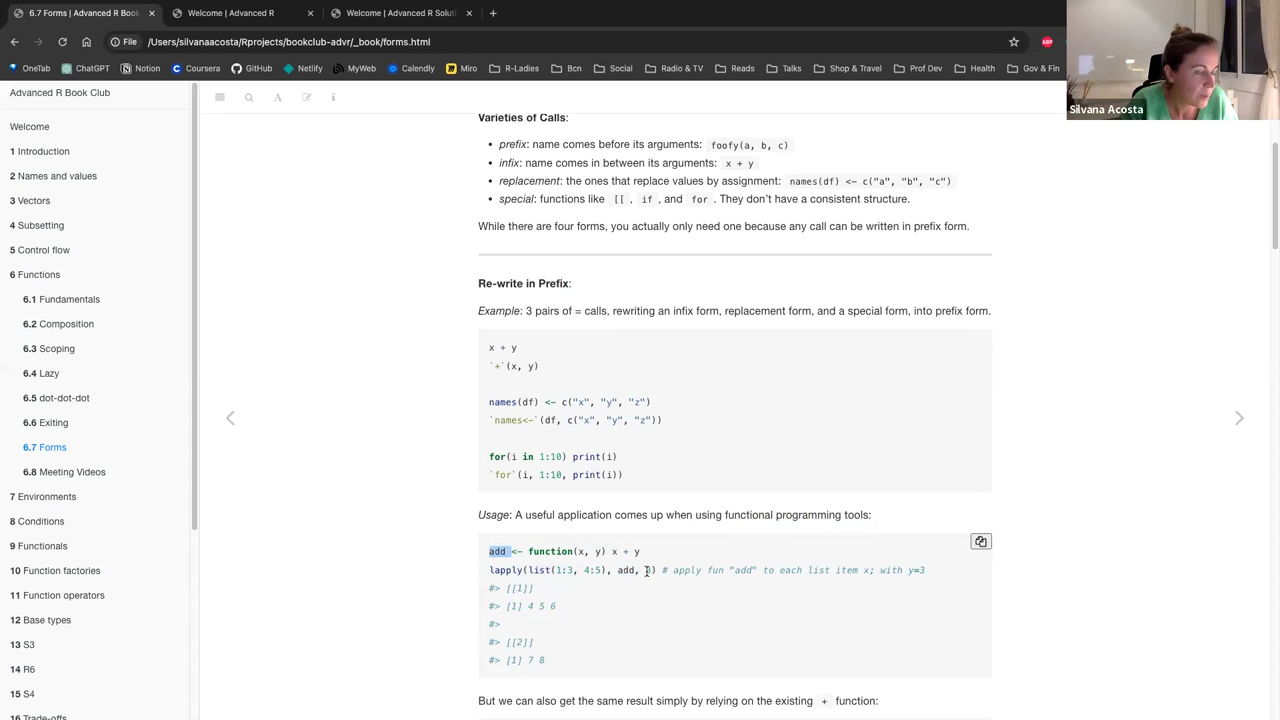 6.7 Forms | Advanced R Book C
Welcome | Advanced R
Welcome | Advanced R Soluti
File /Users/silvanaacosta/Rprojects/bookclub-advr/_book/forms.html
OneTab ChatGPT Notion Coursera GitHub Netlify MyWeb Calendly Miro R-Ladies Bcn Social Radio & TV Reads Talks Shop & Travel Prof Dev Health Gov & Fin
Silvana Acosta
Advanced R Book Club
Welcome
1 Introduction
2 Names and values
3 Vectors
4 Subsetting
5 Control flow
6 Functions
6.1 Fundamentals
6.2 Composition
6.3 Scoping
6.4 Lazy
6.5 dot-dot-dot
6.6 Exiting
6.7 Forms
6.8 Meeting Videos
7 Environments
8 Conditions
9 Functionals
10 Function factories
11 Function operators
12 Base types
13 S3
14 R6
15 S4
16 Trade-offs
Varieties of Calls:
• prefix: name comes before its arguments: foofy(a, b, c)
• infix: name comes in between its arguments: x + y
• replacement: the ones that replace values by assignment: names(df) <- c("a", "b", "c")
• special: functions like [[ , if , and for . They don't have a consistent structure.
While there are four forms, you actually only need one because any call can be written in prefix form.
Re-write in Prefix:
Example: 3 pairs of = calls, rewriting an infix form, replacement form, and a special form, into prefix form.
x + y
`+`(x, y)
names(df) <- c("x", "y", "z")
`names<-`(df, c("x", "y", "z"))
for(i in 1:10) print(i)
`for`(i, 1:10, print(i))
Usage: A useful application comes up when using functional programming tools:
add <- function(x, y) x + y
lapply(list(1:3, 4:5), add, 3) # apply fun "add" to each list item x; with y=3
#> [[1]]
#> [1] 4 5 6
#>
#> [[2]]
#> [1] 7 8
But we can also get the same result simply by relying on the existing + function: